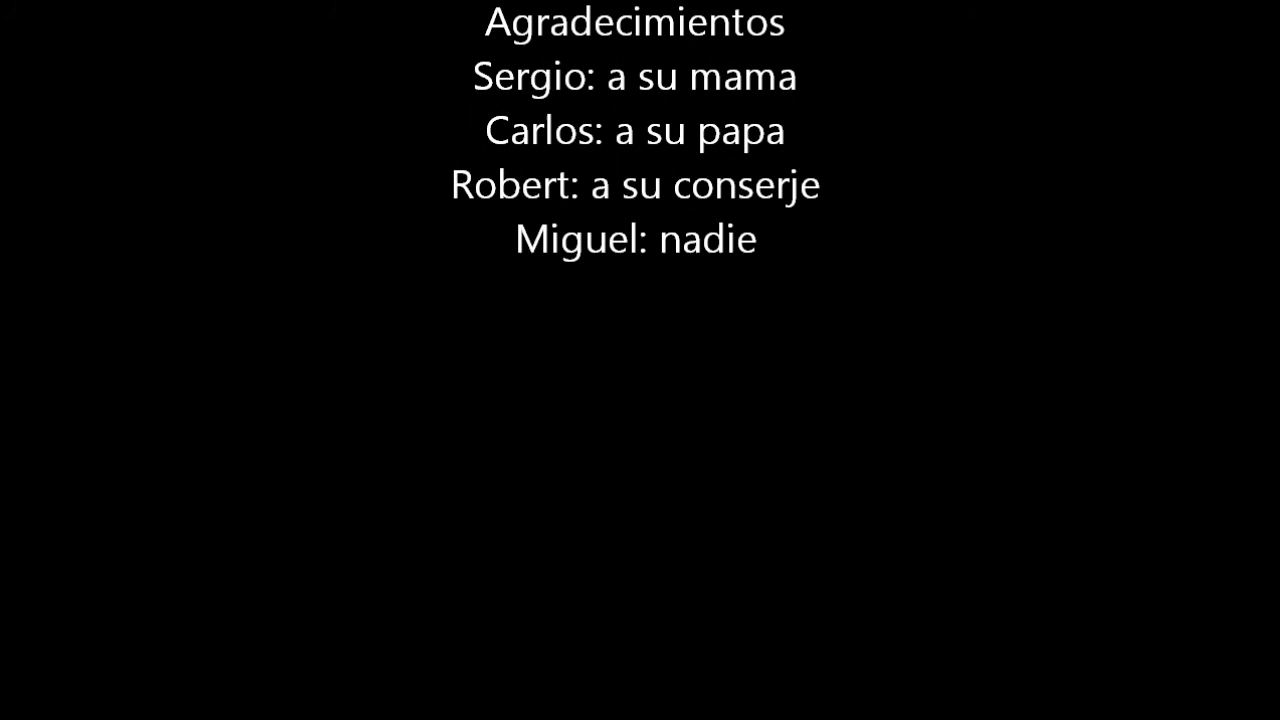 Agradecimientos
Sergio: a su mama
Carlos: a su papa
Robert: a su conserje
Miguel: nadie